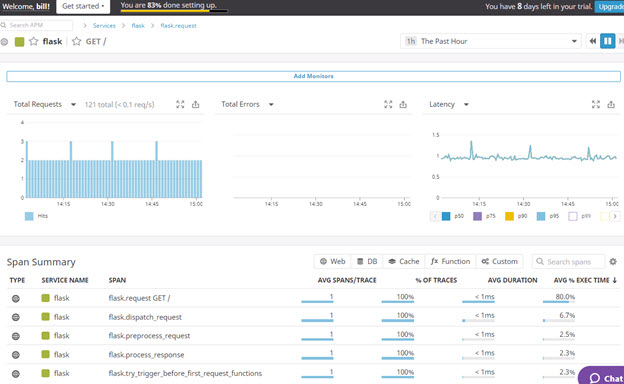 Welcome, bill! Get started You are 83% done setting up. You have 8 days left in your trial. Upgrade
Search APM Services flask flask.request
flask GET / 1h The Past Hour
Add Monitors
Total Requests 121 total (< 0.1 req/s) Total Errors Latency
4
3
2
1
0
14:15 14:30 14:45 15:00
Hits
14:15 14:30 14:45 15:00
1.5
1
0.5
0
14:15 14:30 14:45 15:00
p50 p75 p90 p95 p99
Span Summary Web DB Cache Function Custom Search spans
TYPE SERVICE NAME SPAN AVG SPANS/TRACE % OF TRACES AVG DURATION AVG % EXEC TIME
flask flask.request GET / 1 100% < 1ms 80.0%
flask flask.dispatch_request 1 100% < 1ms 6.7%
flask flask.preprocess_request 1 100% < 1ms 2.5%
flask flask.process_response 1 100% < 1ms 2.3%
flask flask.try_trigger_before_first_request_functions 1 100% < 1ms 2.3%
Chat